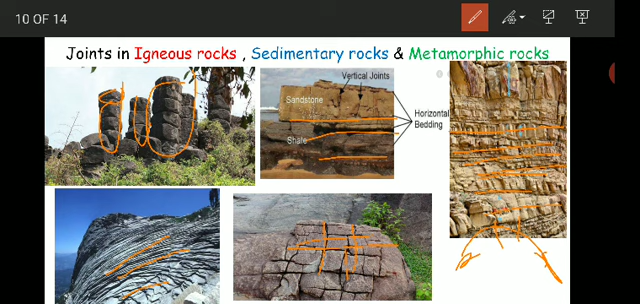 10 OF 14
Joints in Igneous rocks , Sedimentary rocks & Metamorphic rocks
Vertical Joints
Sandstone
Horizontal
Bedding
Shale